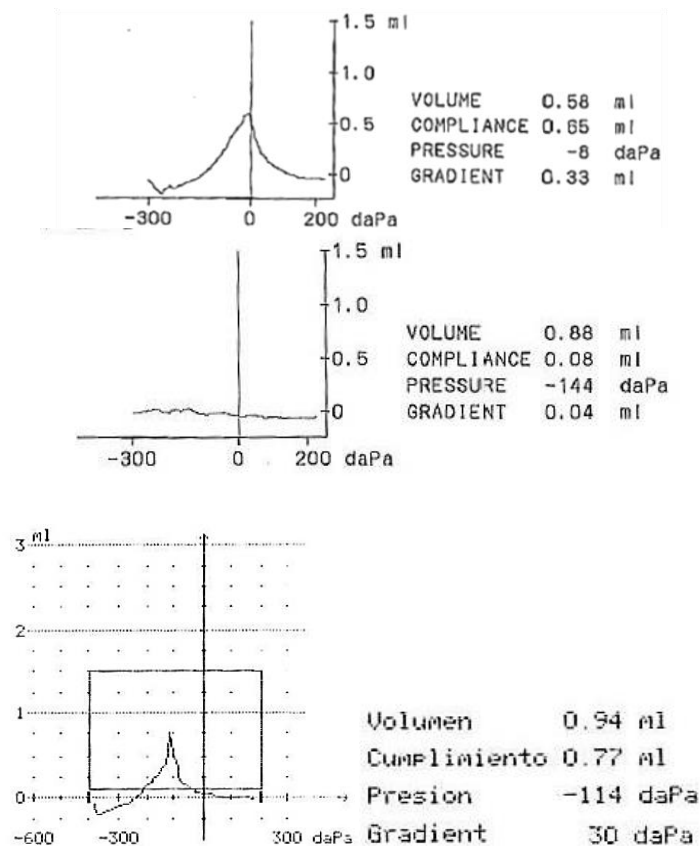 1.5 ml
1.0
0.5
0
-300 0 200 daPa
VOLUME 0.58 ml
COMPLIANCE 0.65 ml
PRESSURE -8 daPa
GRADIENT 0.33 ml
1.5 ml
1.0
0.5
0
-300 0 200 daPa
VOLUME 0.88 ml
COMPLIANCE 0.08 ml
PRESSURE -144 daPa
GRADIENT 0.04 ml
ml
3
2
1
0
-600 -300 300 daPa
Volumen 0.94 ml
Cumplimiento 0.77 ml
Presion -114 daPa
Gradient 30 daPa